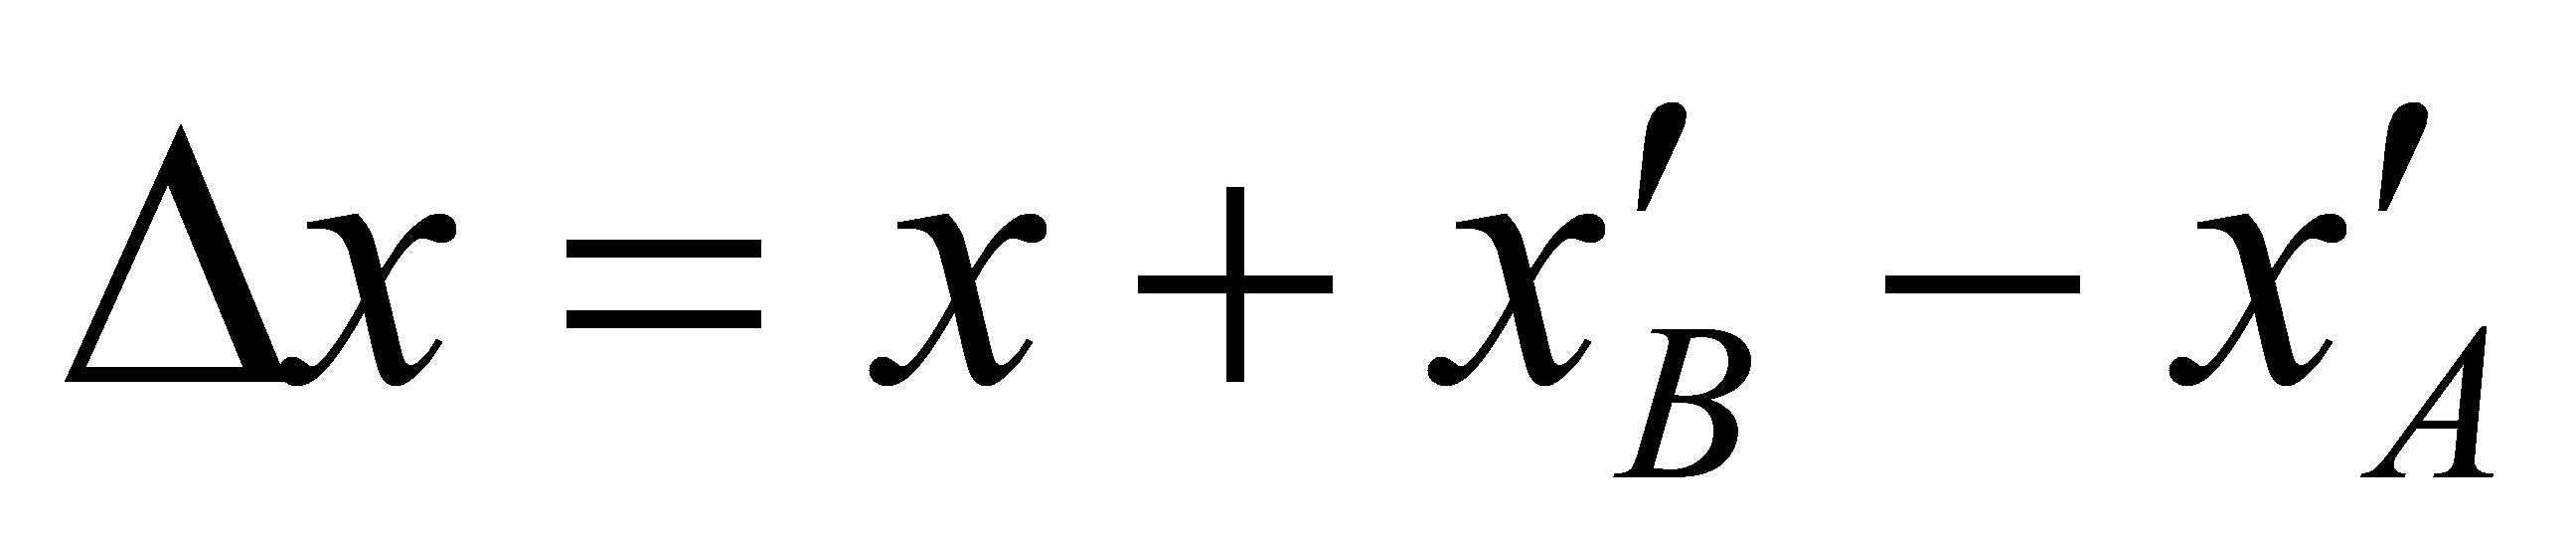 Δx = x + x′_B − x′_A